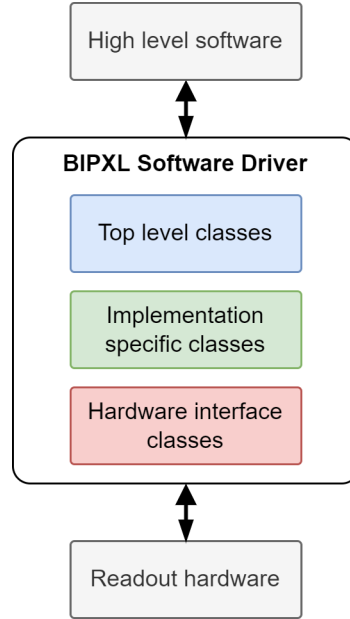 High level software
BIPXL Software Driver
Top level classes
Implementation
specific classes
Hardware interface
classes
Readout hardware